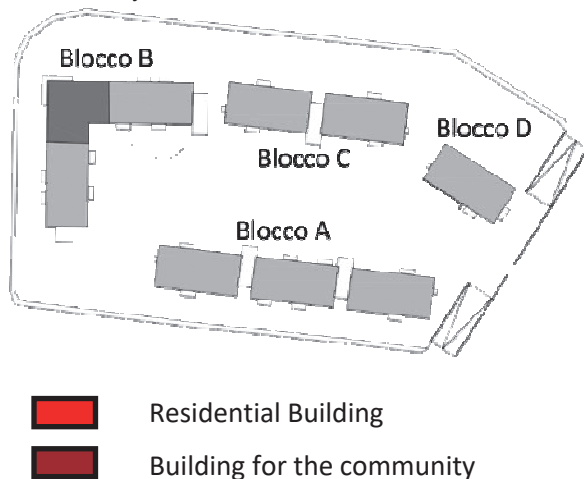 Blocco B
Blocco C
Blocco D
Blocco A
Residential Building
Building for the community